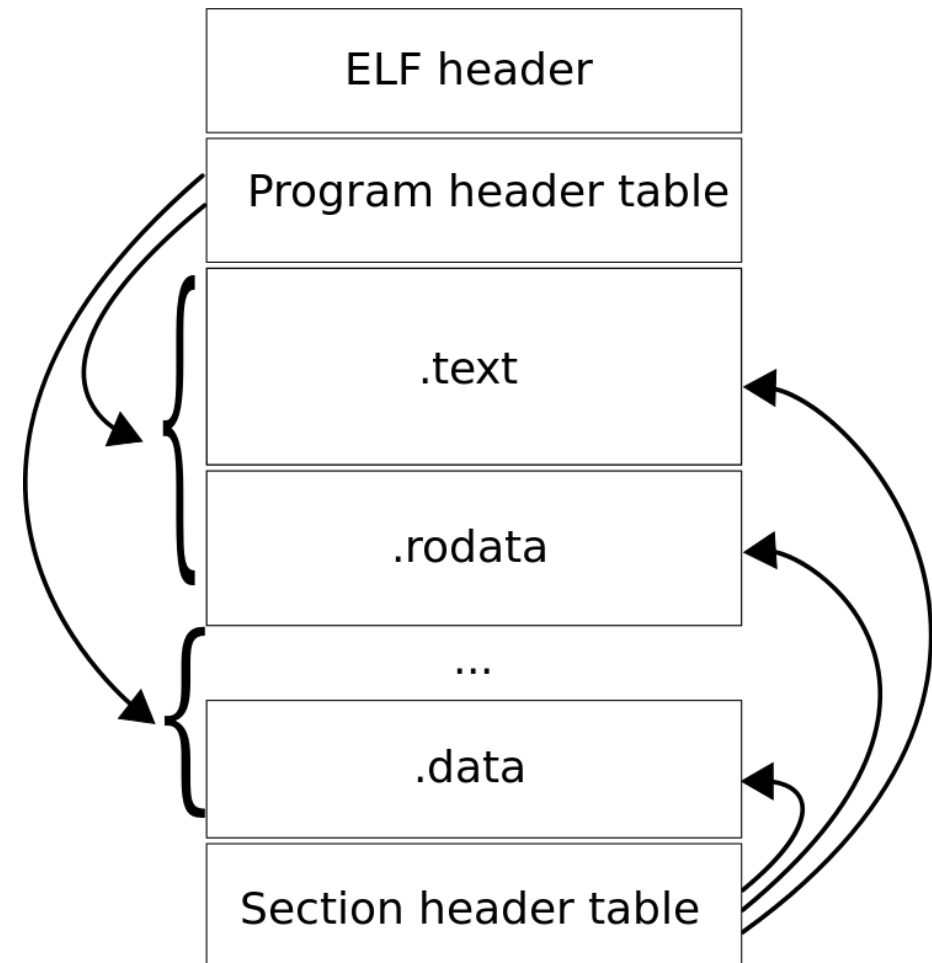 ELF header
Program header table
.text
.rodata
...
.data
Section header table